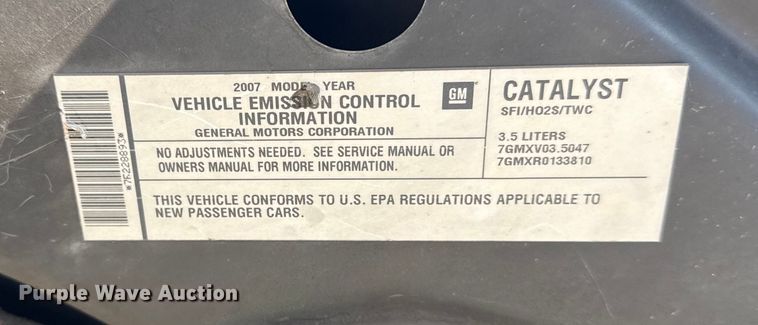 2007 MODEL YEAR
VEHICLE EMISSION CONTROL
INFORMATION
GENERAL MOTORS CORPORATION
GM
NO ADJUSTMENTS NEEDED. SEE SERVICE MANUAL OR
OWNERS MANUAL FOR MORE INFORMATION.
THIS VEHICLE CONFORMS TO U.S. EPA REGULATIONS APPLICABLE TO
NEW PASSENGER CARS.
CATALYST
SFI/HO2S/TWC
3.5 LITERS
7GMXV03.5047
7GMXR0133810
*7F228893*
Purple Wave Auction